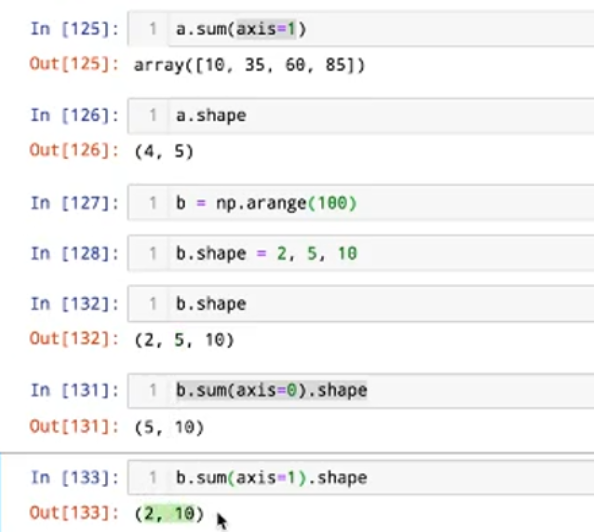 In [125]: 1 a.sum(axis=1)
Out[125]: array([10, 35, 60, 85])
In [126]: 1 a.shape
Out[126]: (4, 5)
In [127]: 1 b = np.arange(100)
In [128]: 1 b.shape = 2, 5, 10
In [132]: 1 b.shape
Out[132]: (2, 5, 10)
In [131]: 1 b.sum(axis=0).shape
Out[131]: (5, 10)
In [133]: 1 b.sum(axis=1).shape
Out[133]: (2, 10)